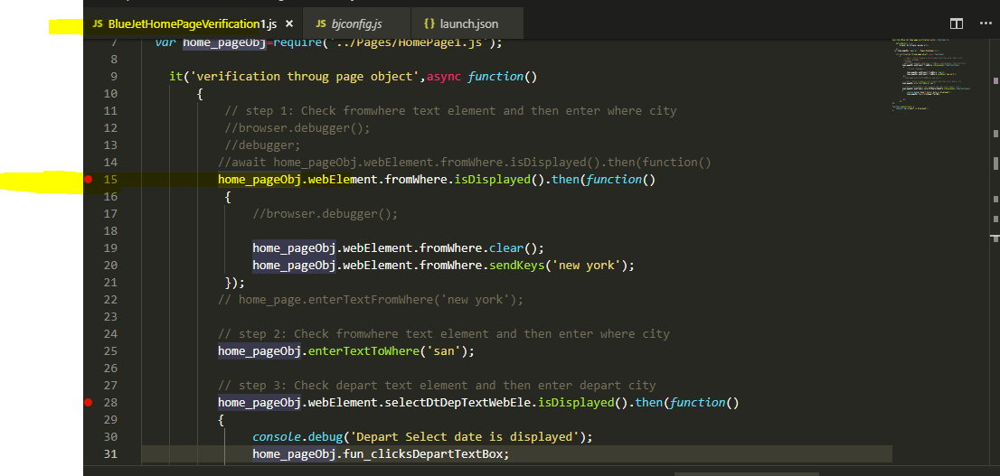 JS BlueJetHomePageVerification1.js × JS bjconfig.js {} launch.json
7 var home_pageObj=require('../Pages/HomePage1.js');
8
9 it('verification throug page object',async function()
10 {
11 // step 1: Check fromwhere text element and then enter where city
12 //browser.debugger();
13 //debugger;
14 //await home_pageObj.webElement.fromWhere.isDisplayed().then(function()
15 home_pageObj.webElement.fromWhere.isDisplayed().then(function()
16 {
17 //browser.debugger();
18
19 home_pageObj.webElement.fromWhere.clear();
20 home_pageObj.webElement.fromWhere.sendKeys('new york');
21 });
22 // home_page.enterTextFromWhere('new york');
23
24 // step 2: Check fromwhere text element and then enter where city
25 home_pageObj.enterTextToWhere('san');
26
27 // step 3: Check depart text element and then enter depart city
28 home_pageObj.webElement.selectDtDepTextWebEle.isDisplayed().then(function()
29 {
30 console.debug('Depart Select date is displayed');
31 home_pageObj.fun_clicksDepartTextBox;